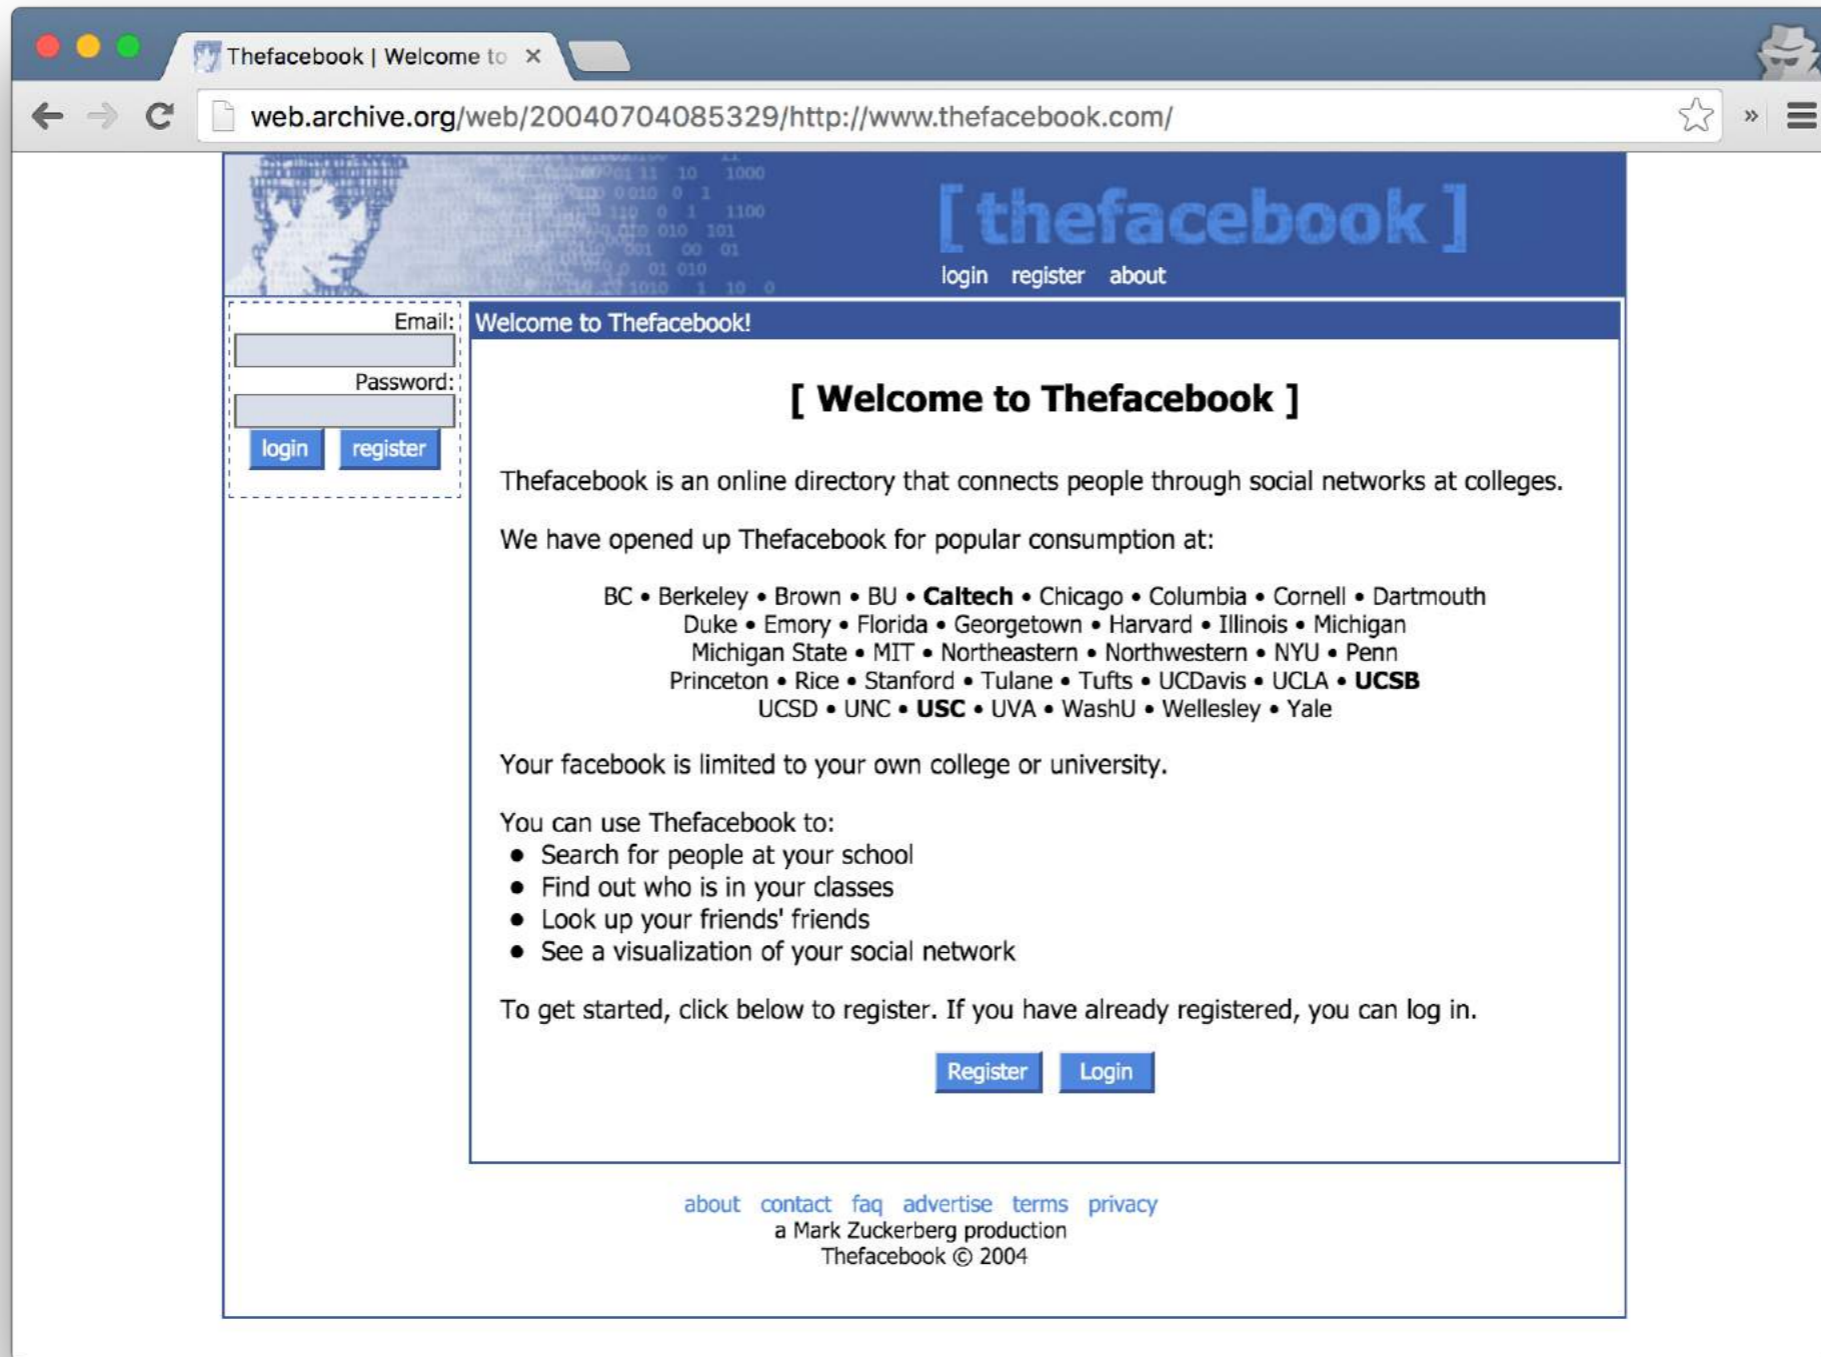 Thefacebook | Welcome to
web.archive.org/web/20040704085329/http://www.thefacebook.com/
[ thefacebook ]
login register about
Email:
Password:
login register
Welcome to Thefacebook!
[ Welcome to Thefacebook ]
Thefacebook is an online directory that connects people through social networks at colleges.
We have opened up Thefacebook for popular consumption at:
BC • Berkeley • Brown • BU • Caltech • Chicago • Columbia • Cornell • Dartmouth
Duke • Emory • Florida • Georgetown • Harvard • Illinois • Michigan
Michigan State • MIT • Northeastern • Northwestern • NYU • Penn
Princeton • Rice • Stanford • Tulane • Tufts • UCDavis • UCLA • UCSB
UCSD • UNC • USC • UVA • WashU • Wellesley • Yale
Your facebook is limited to your own college or university.
You can use Thefacebook to:
• Search for people at your school
• Find out who is in your classes
• Look up your friends' friends
• See a visualization of your social network
To get started, click below to register. If you have already registered, you can log in.
Register Login
about contact faq advertise terms privacy
a Mark Zuckerberg production
Thefacebook © 2004